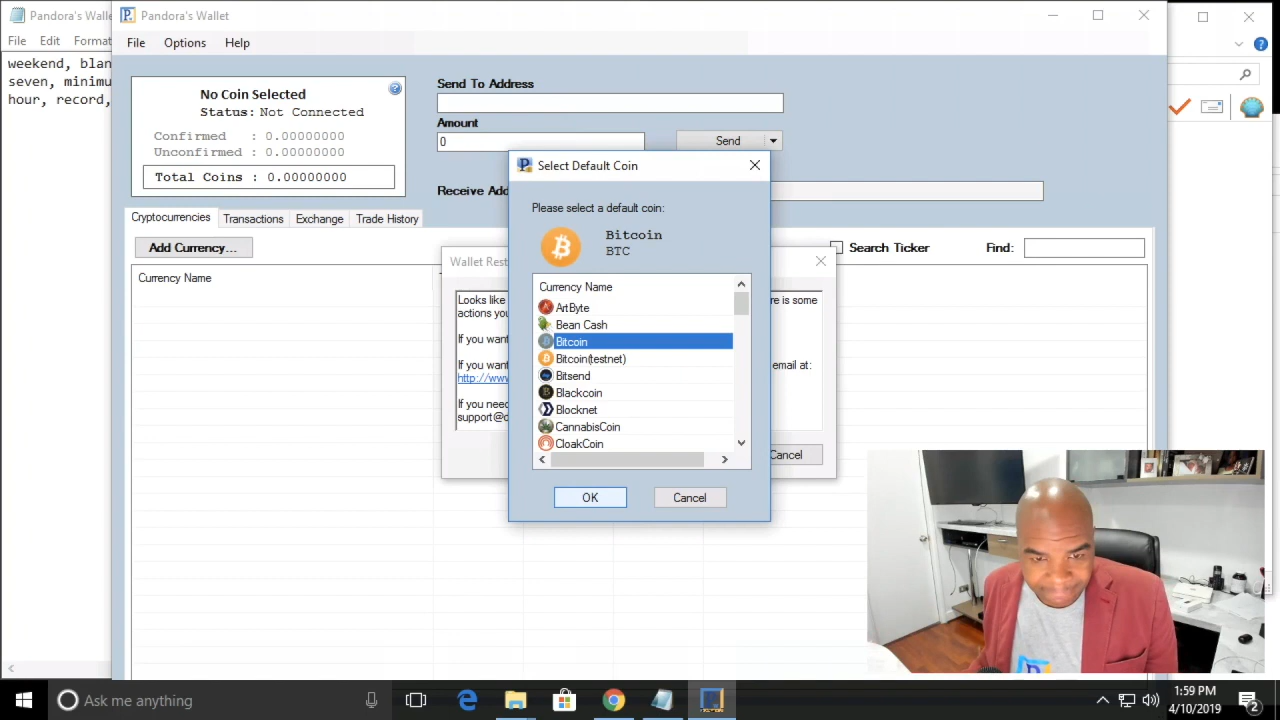 Pandora's Walle
File Edit Format
weekend, blan
seven, minimu
hour, record,
Pandora's Wallet
File Options Help
No Coin Selected
Status: Not Connected
Confirmed : 0.00000000
Unconfirmed : 0.00000000
Total Coins : 0.00000000
Send To Address
Amount
0
Send
Receive Add
Cryptocurrencies Transactions Exchange Trade History
Add Currency...
Search Ticker
Find:
Currency Name
Wallet Rest
Looks like
re is some
actions you
If you want
If you want
email at:
http://www
If you need
support@d
Cancel
Select Default Coin
Please select a default coin:
Bitcoin
BTC
Currency Name
ArtByte
Bean Cash
Bitcoin
Bitcoin(testnet)
Bitsend
Blackcoin
Blocknet
CannabisCoin
CloakCoin
OK
Cancel
Ask me anything
1:59 PM
4/10/2019
2